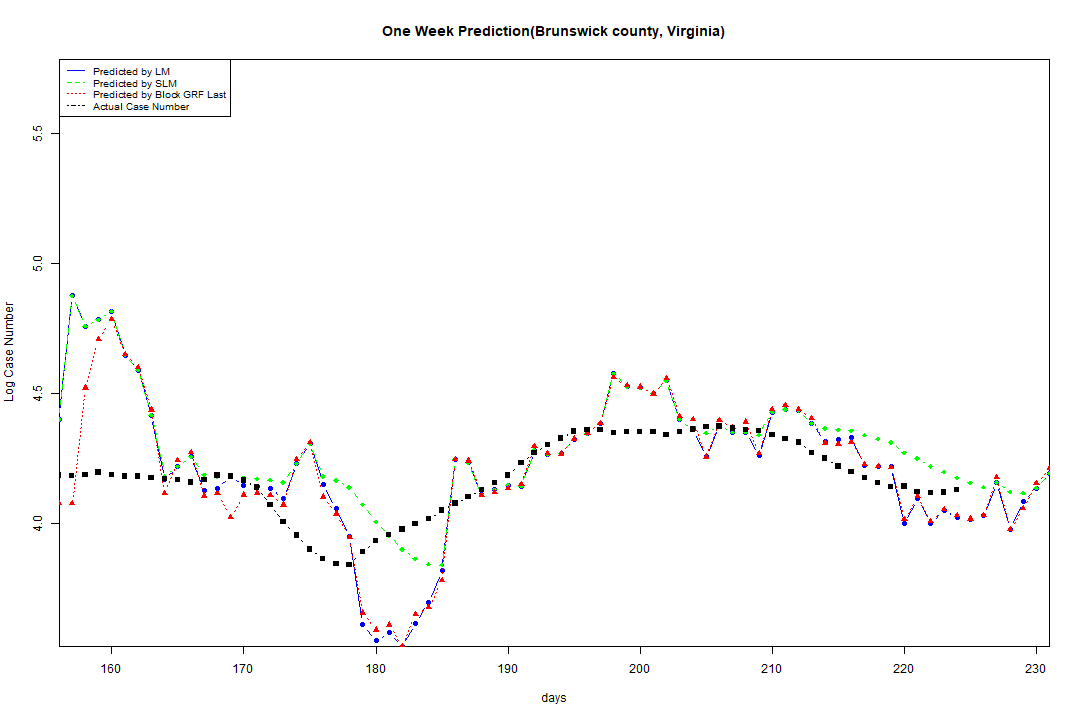 One Week Prediction(Brunswick county, Virginia)
Predicted by LM
Predicted by SLM
Predicted by Block GRF Last
Actual Case Number
5.5
5.0
4.5
4.0
Log Case Number
160 170 180 190 200 210 220 230
days